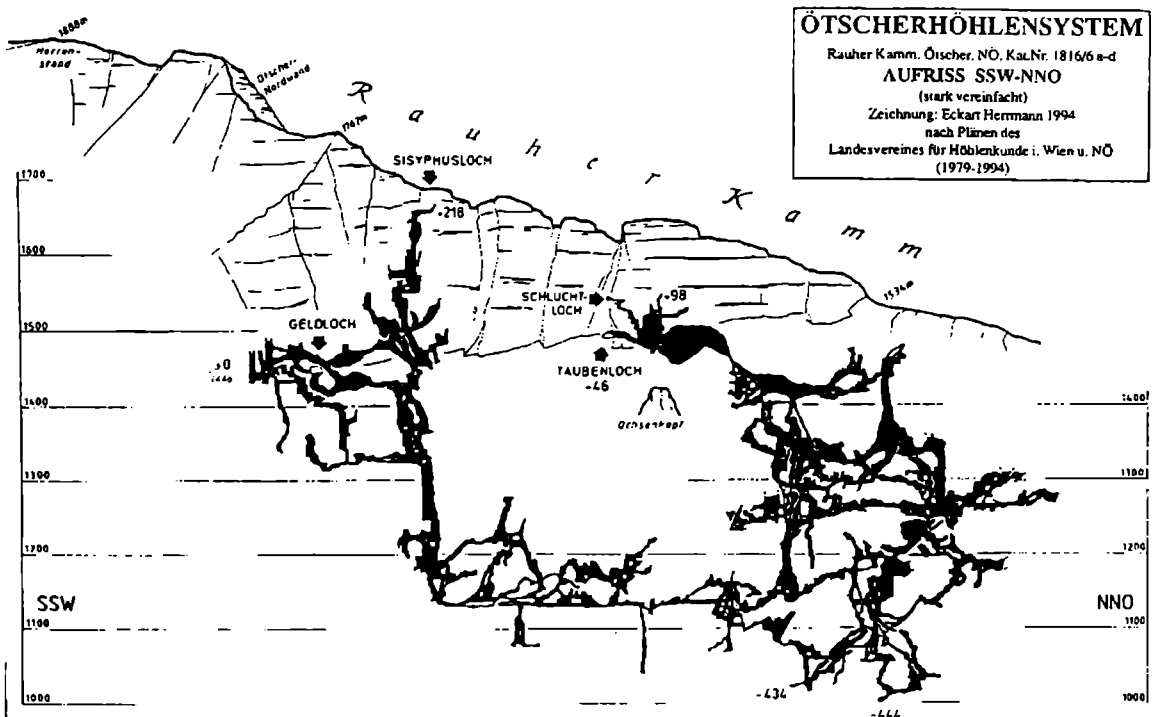 ÖTSCHERHÖHLENSYSTEM
Rauher Kamm, Ötscher, NÖ, Kat.Nr. 1816/6 a-d
AUFRISS SSW-NNO
(stark vereinfacht)
Zeichnung: Eckart Herrmann 1994
nach Plänen des
Landesvereines für Höhlenkunde i. Wien u. NÖ
(1979-1994)
1888m
Herrenstand
Ötscher-
Nordwand
Rauher Kamm
1767m
SISYPHUSLOCH
+218
1700
1600
SCHLUCHT-
LOCH
+98
1534m
1500
GELDLOCH
TAUBENLOCH
-46
Ochsenkopf
1400
1400
1300
1300
1200
1200
SSW
NNO
1100
1100
1000
-434
-444
1000